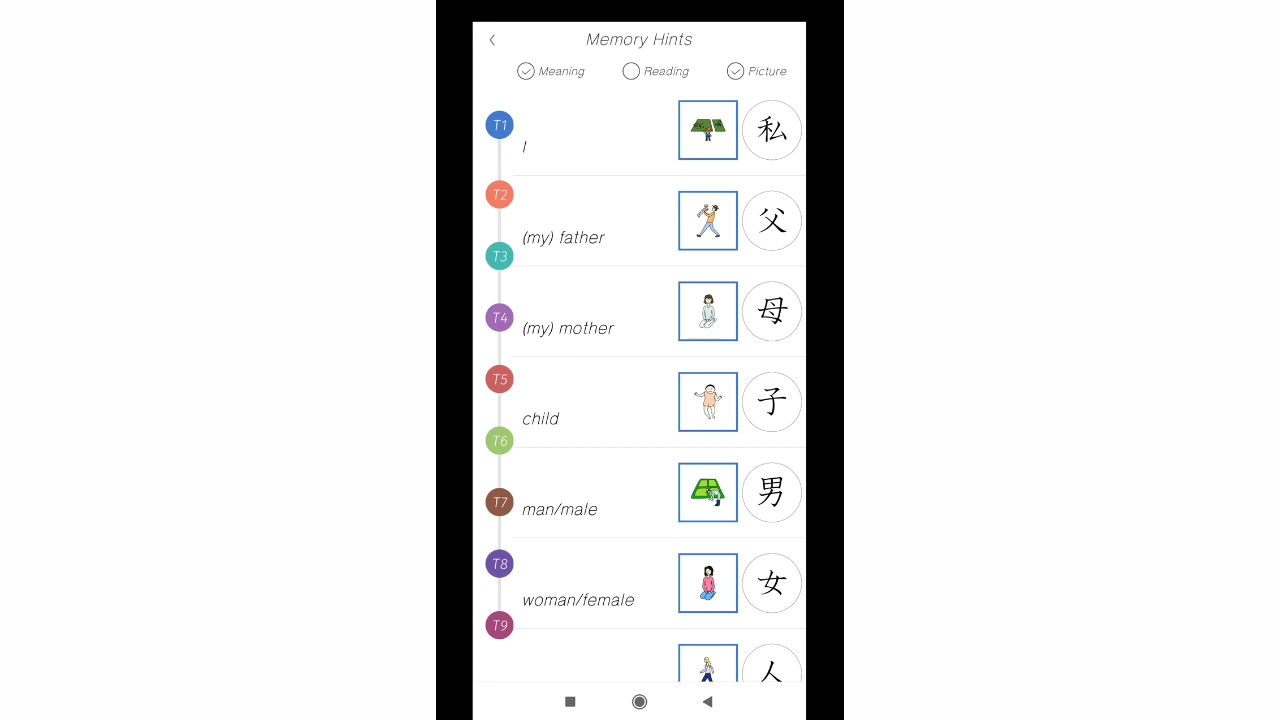 Memory Hints
Meaning Reading Picture
T1
I 私
T2
(my) father 父
T3
(my) mother 母
T4
T5
child 子
T6
man/male 男
T7
T8
woman/female 女
T9
人